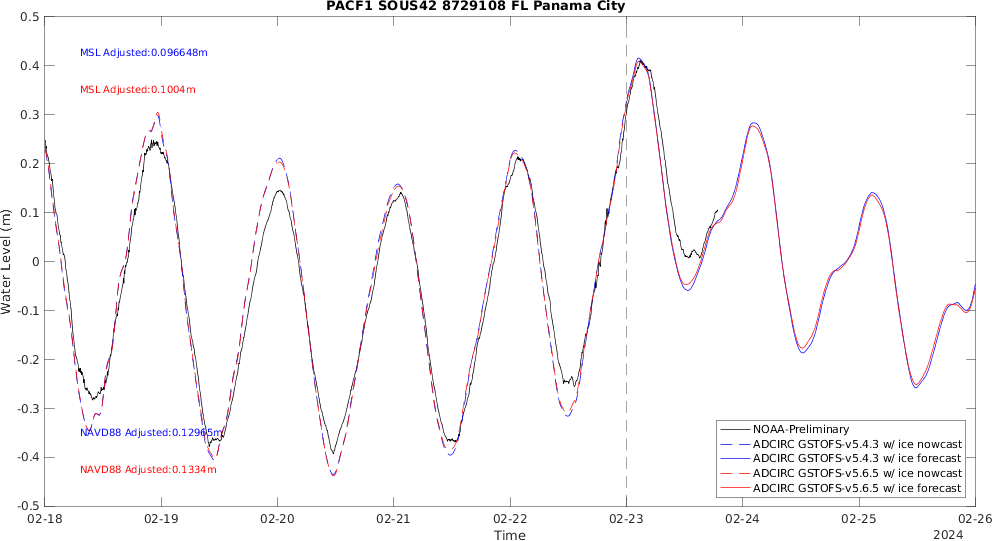 PACF1 SOUS42 8729108 FL Panama City
0.5
0.4
0.3
0.2
0.1
0
-0.1
-0.2
-0.3
-0.4
-0.5
Water Level (m)
MSL Adjusted:0.096648m
MSL Adjusted:0.1004m
NAVD88 Adjusted:0.12965m
NAVD88 Adjusted:0.1334m
NOAA-Preliminary
ADCIRC GSTOFS-v5.4.3 w/ ice nowcast
ADCIRC GSTOFS-v5.4.3 w/ ice forecast
ADCIRC GSTOFS-v5.6.5 w/ ice nowcast
ADCIRC GSTOFS-v5.6.5 w/ ice forecast
02-18 02-19 02-20 02-21 02-22 02-23 02-24 02-25 02-26
Time
2024